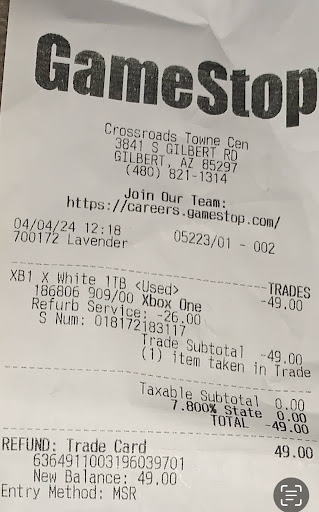 GameStop
Crossroads Towne Cen
3841 S GILBERT RD
GILBERT, AZ 85297
(480) 821-1314
Join Our Team:
https://careers.gamestop.com/
04/04/24 12:18 05223/01 - 002
700172 Lavender
TRADES
XB1 X White 1TB <Used> -49.00
186806 909/00 Xbox One
Refurb Service: -26.00
S Num: 018172183117
Trade Subtotal -49.00
(1) item taken in Trade
Taxable Subtotal 0.00
7.800% State 0.00
TOTAL -49.00
REFUND: Trade Card 49.00
6364911003196039701
New Balance: 49.00
Entry Method: MSR